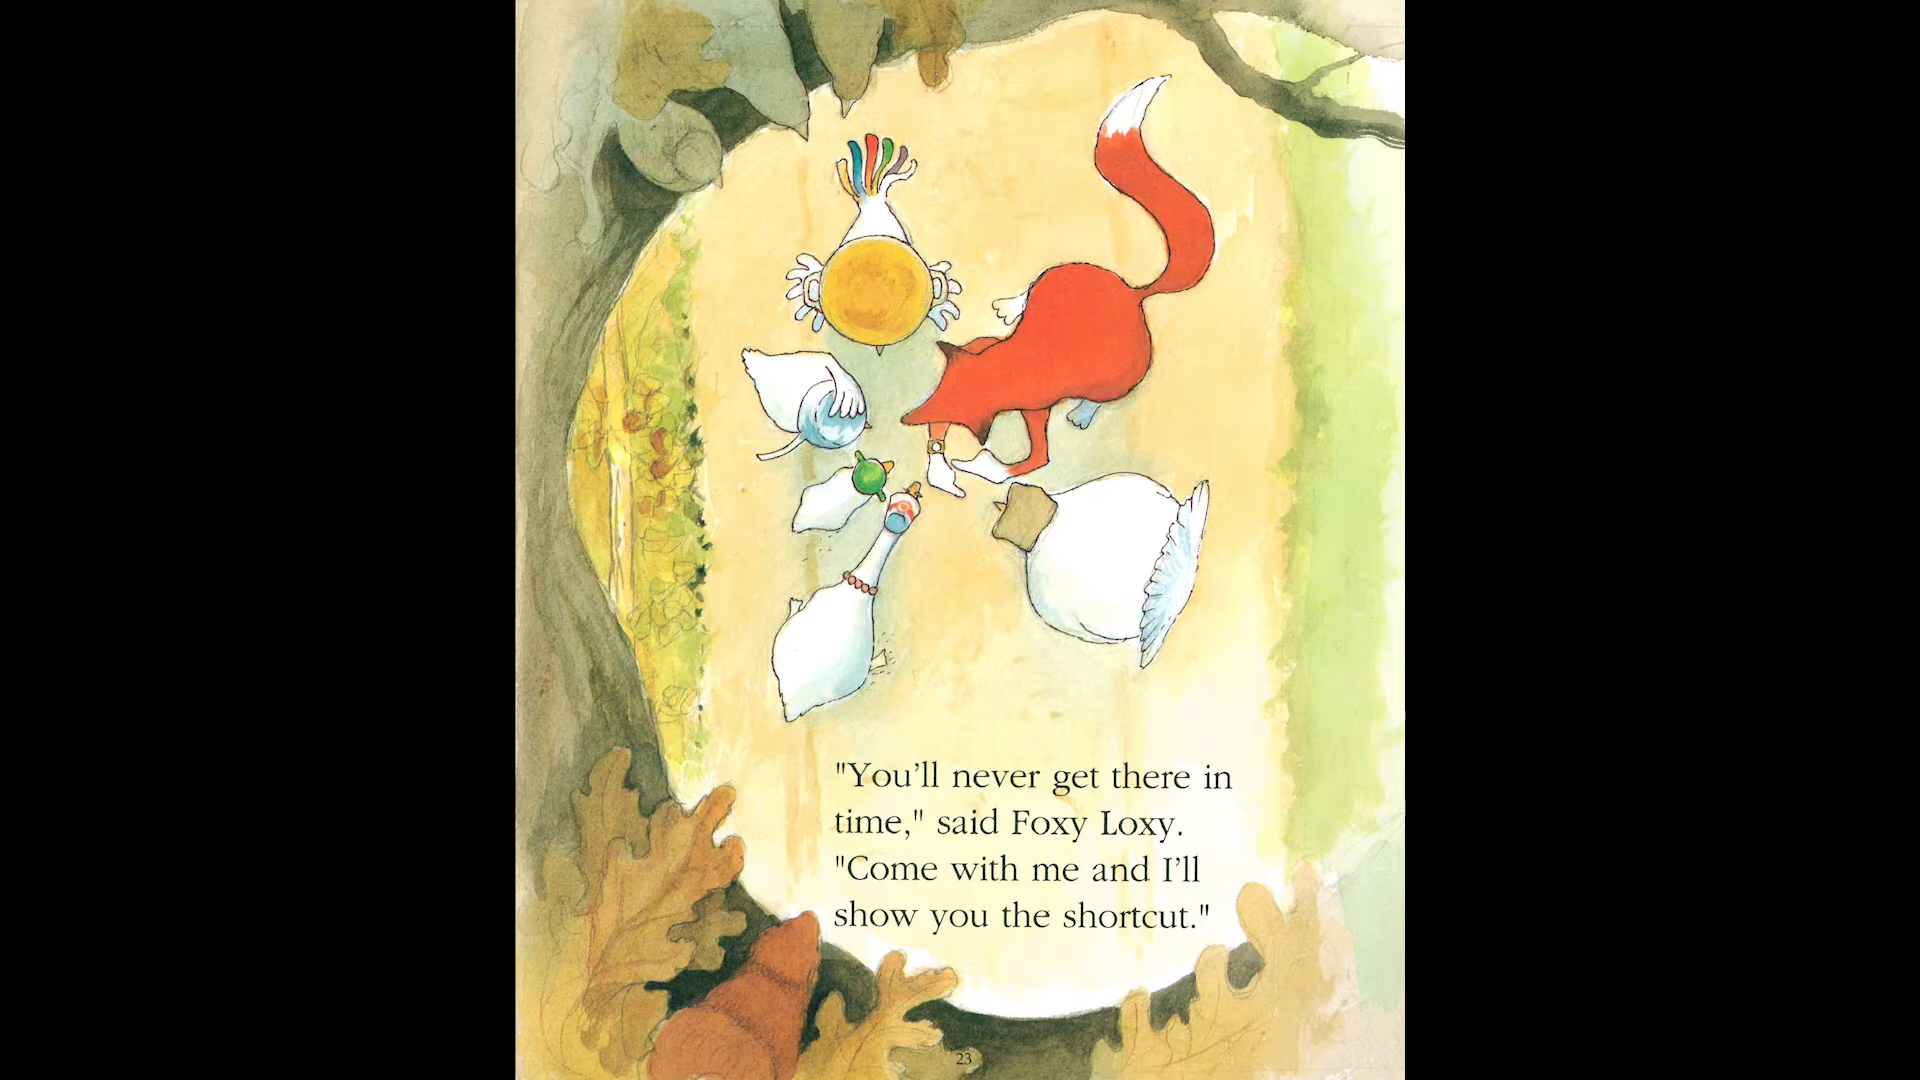 "You'll never get there in
time," said Foxy Loxy.
"Come with me and I'll
show you the shortcut."
23